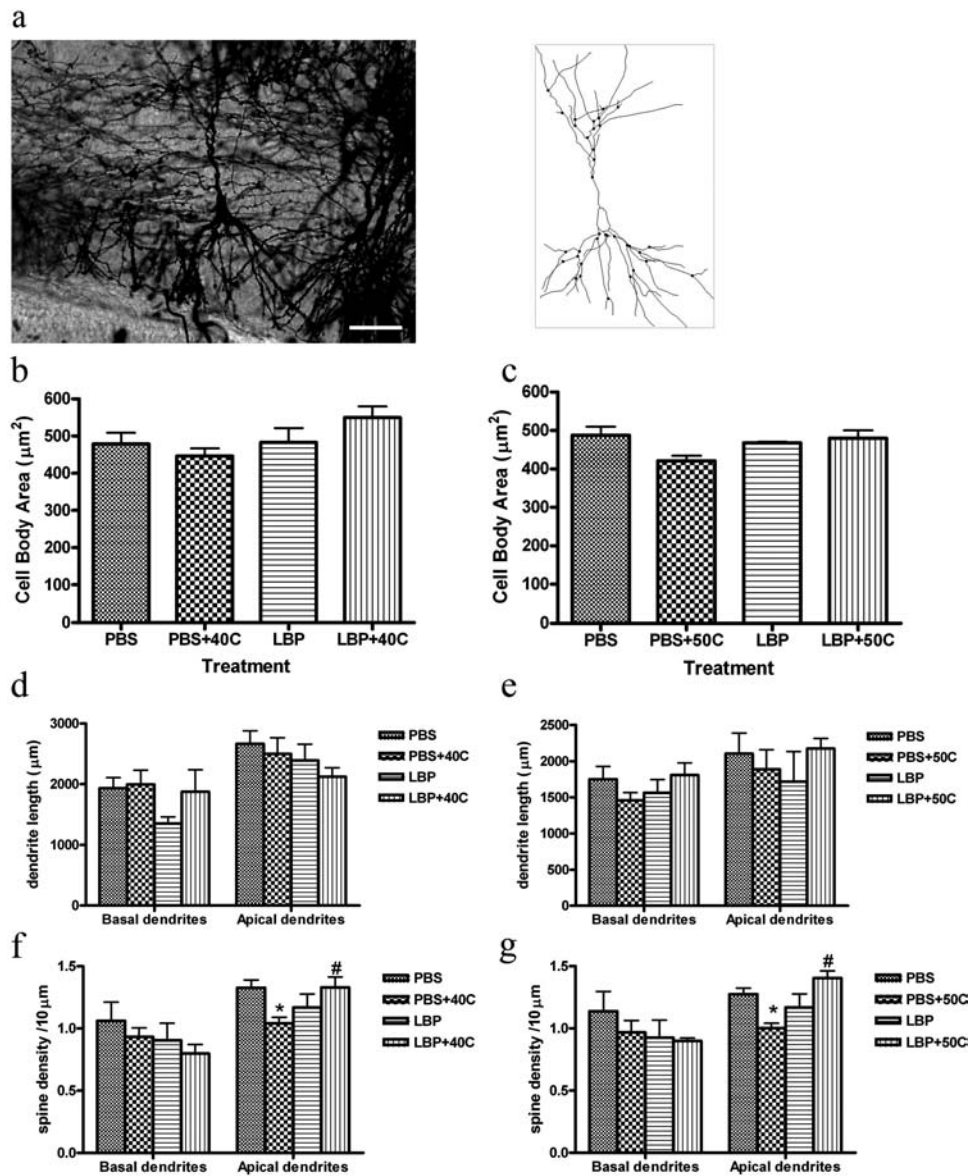 a
b
Cell Body Area (μm²)
600
500
400
300
200
100
0
PBS PBS+40C LBP LBP+40C
Treatment
c
Cell Body Area (μm²)
600
500
400
300
200
100
0
PBS PBS+50C LBP LBP+50C
Treatment
d
dendrite length (μm)
3000
2000
1000
0
Basal dendrites Apical dendrites
PBS
PBS+40C
LBP
LBP+40C
e
dendrite length (μm)
2500
2000
1500
1000
500
0
Basal dendrites Apical dendrites
PBS
PBS+50C
LBP
LBP+50C
f
spine density /10μm
1.5
1.0
0.5
0.0
* #
Basal dendrites Apical dendrites
PBS
PBS+40C
LBP
LBP+40C
g
spine density /10μm
1.5
1.0
0.5
0.0
* #
Basal dendrites Apical dendrites
PBS
PBS+50C
LBP
LBP+50C